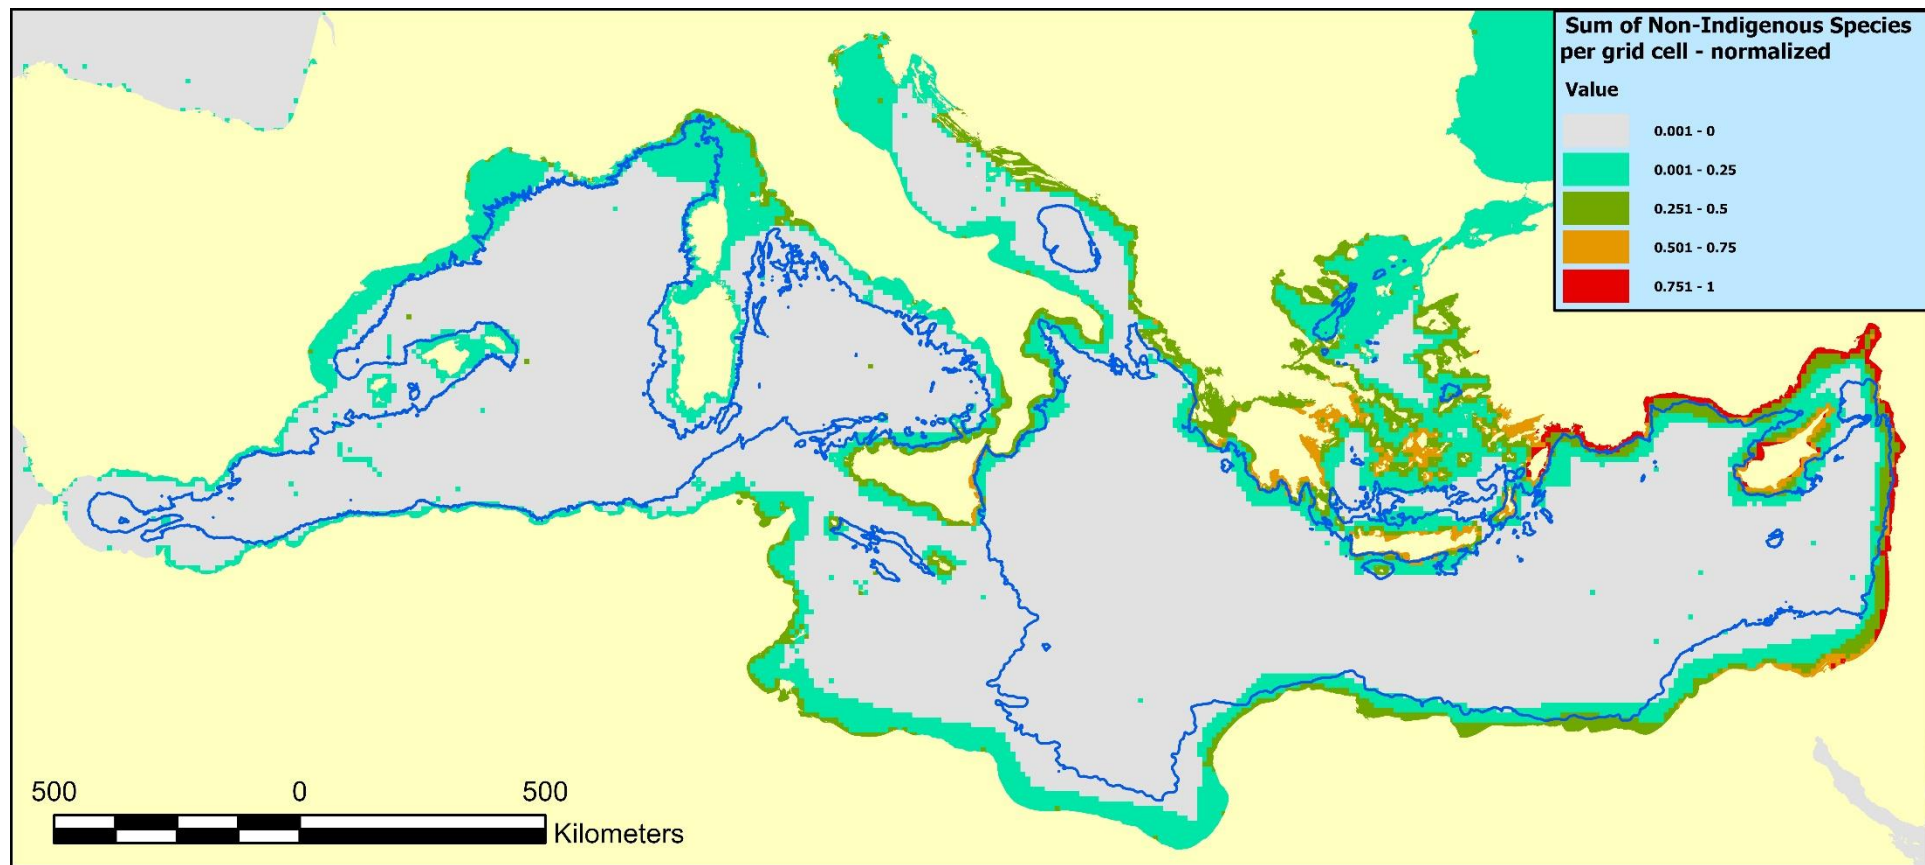 Sum of Non-Indigenous Species
per grid cell - normalized
Value
0.001 - 0
0.001 - 0.25
0.251 - 0.5
0.501 - 0.75
0.751 - 1
500 0 500
Kilometers